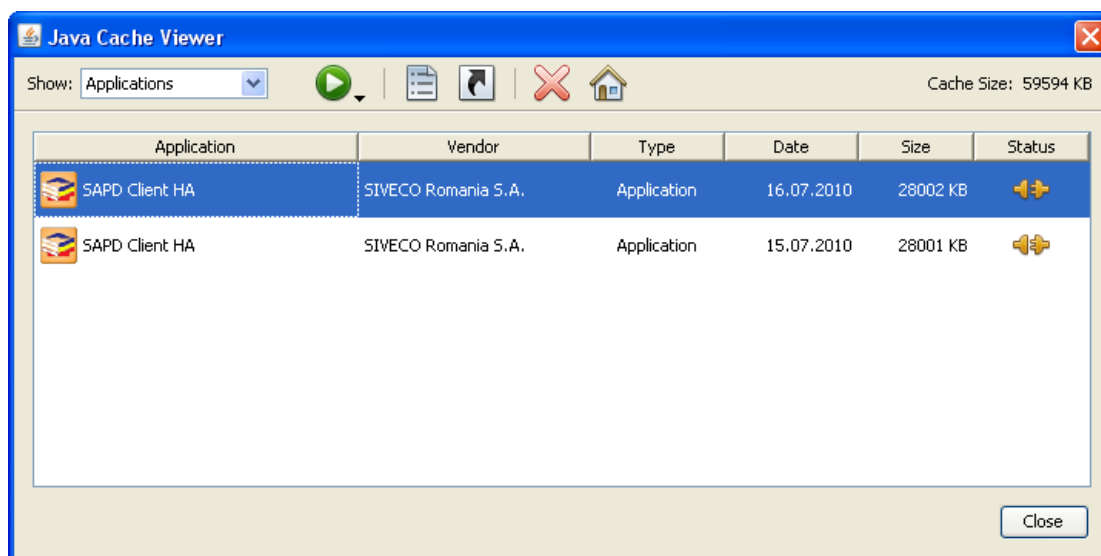 Java Cache Viewer
Show: Applications Cache Size: 59594 KB
Application Vendor Type Date Size Status
SAPD Client HA SIVECO Romania S.A. Application 16.07.2010 28002 KB
SAPD Client HA SIVECO Romania S.A. Application 15.07.2010 28001 KB
Close